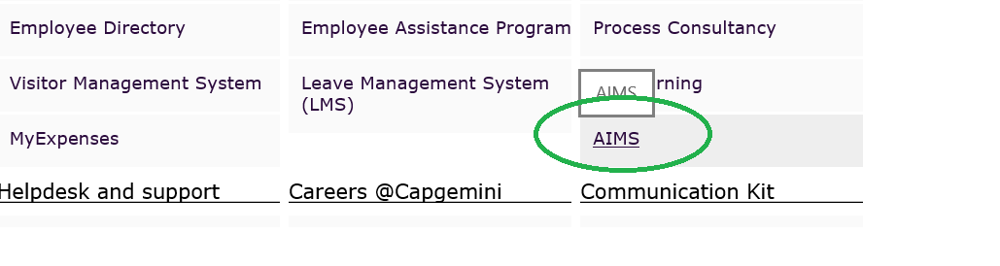 Employee Directory
Employee Assistance Program
Process Consultancy
Visitor Management System
Leave Management System
(LMS)
AIMS
rning
MyExpenses
AIMS
Helpdesk and support
Careers @Capgemini
Communication Kit